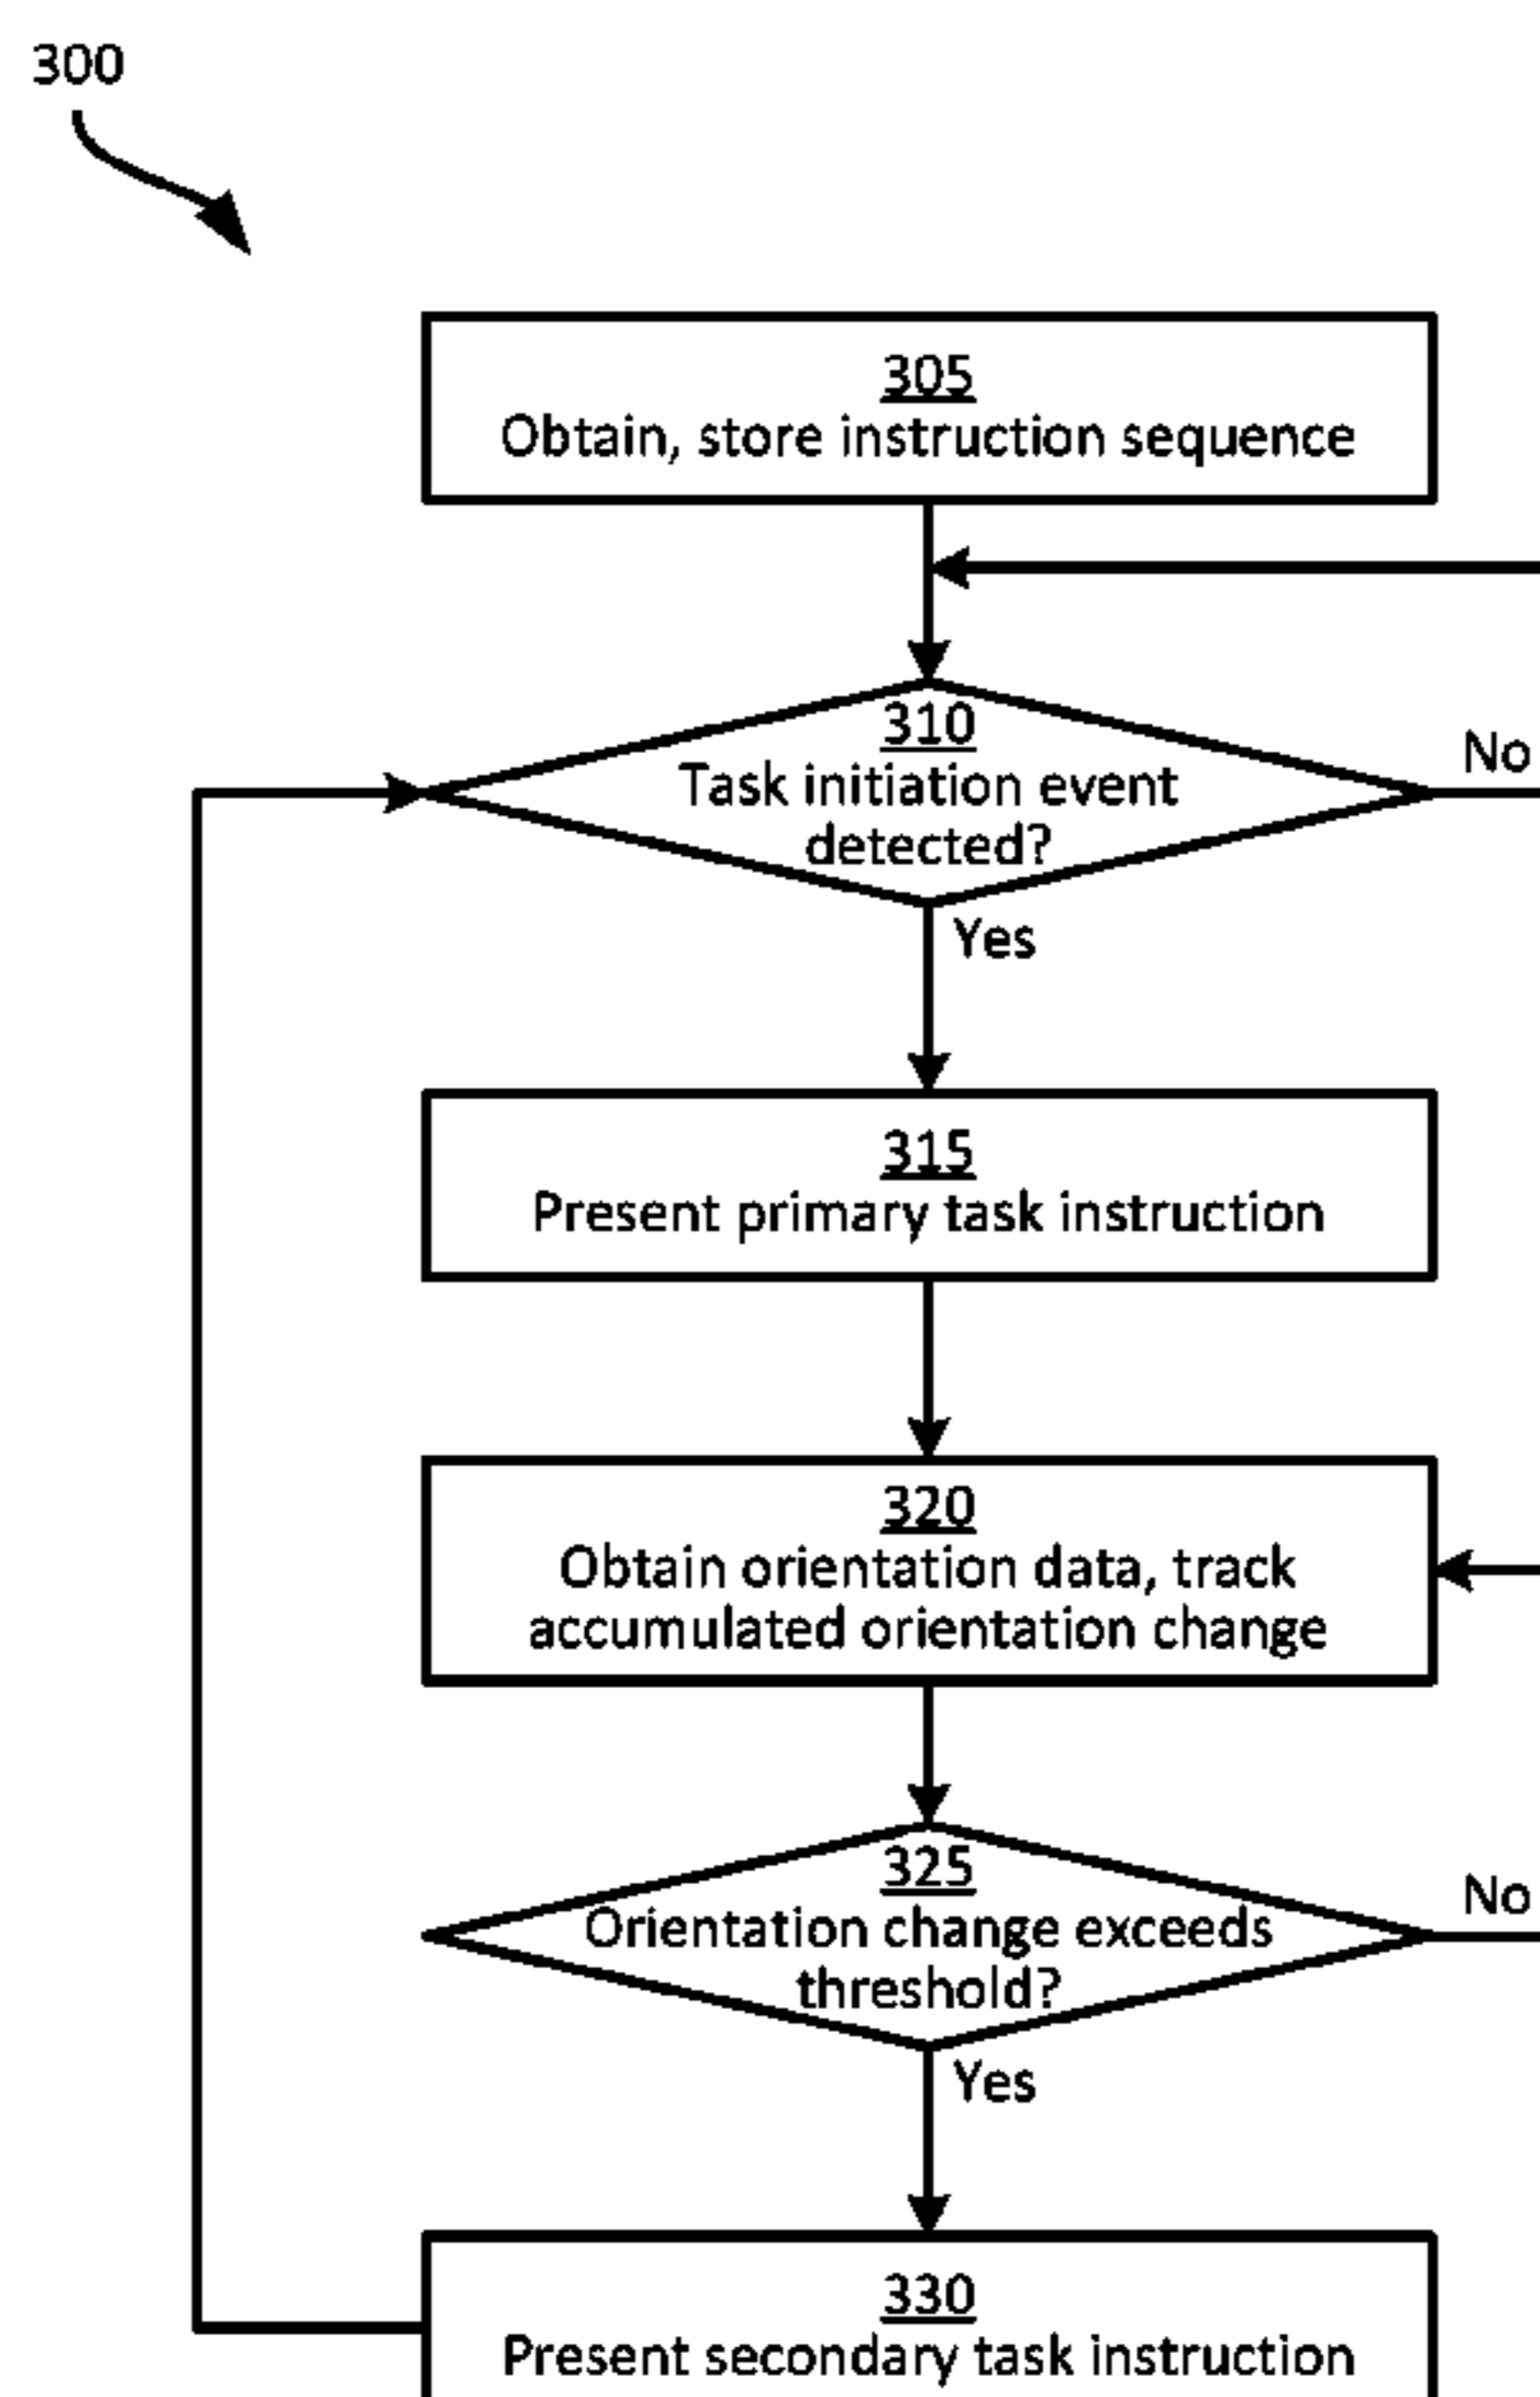 300
305
Obtain, store instruction sequence
310
Task initiation event
detected?
No
Yes
315
Present primary task instruction
320
Obtain orientation data, track
accumulated orientation change
325
Orientation change exceeds
threshold?
No
Yes
330
Present secondary task instruction